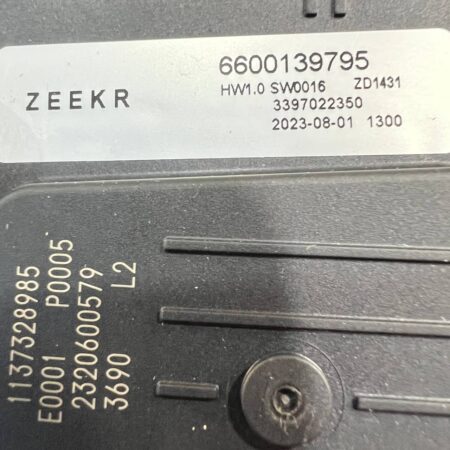 ZEEKR
6600139795
HW1.0 SW0016 ZD1431
3397022350
2023-08-01 1300
1137328985
E0001 P0005
2320600579
3690 L2